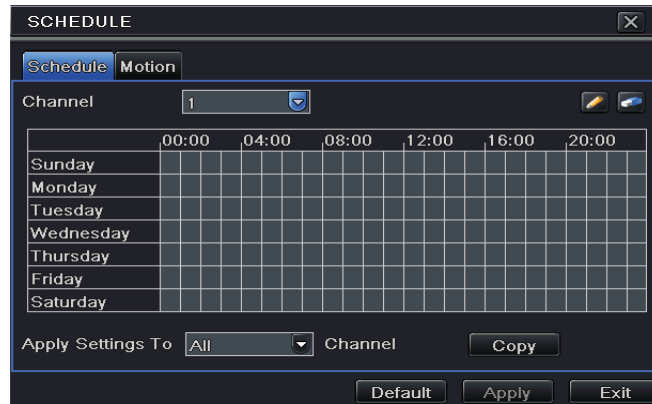 SCHEDULE
Schedule Motion
Channel 1
00:00 04:00 08:00 12:00 16:00 20:00
Sunday
Monday
Tuesday
Wednesday
Thursday
Friday
Saturday
Apply Settings To All Channel Copy
Default Apply Exit